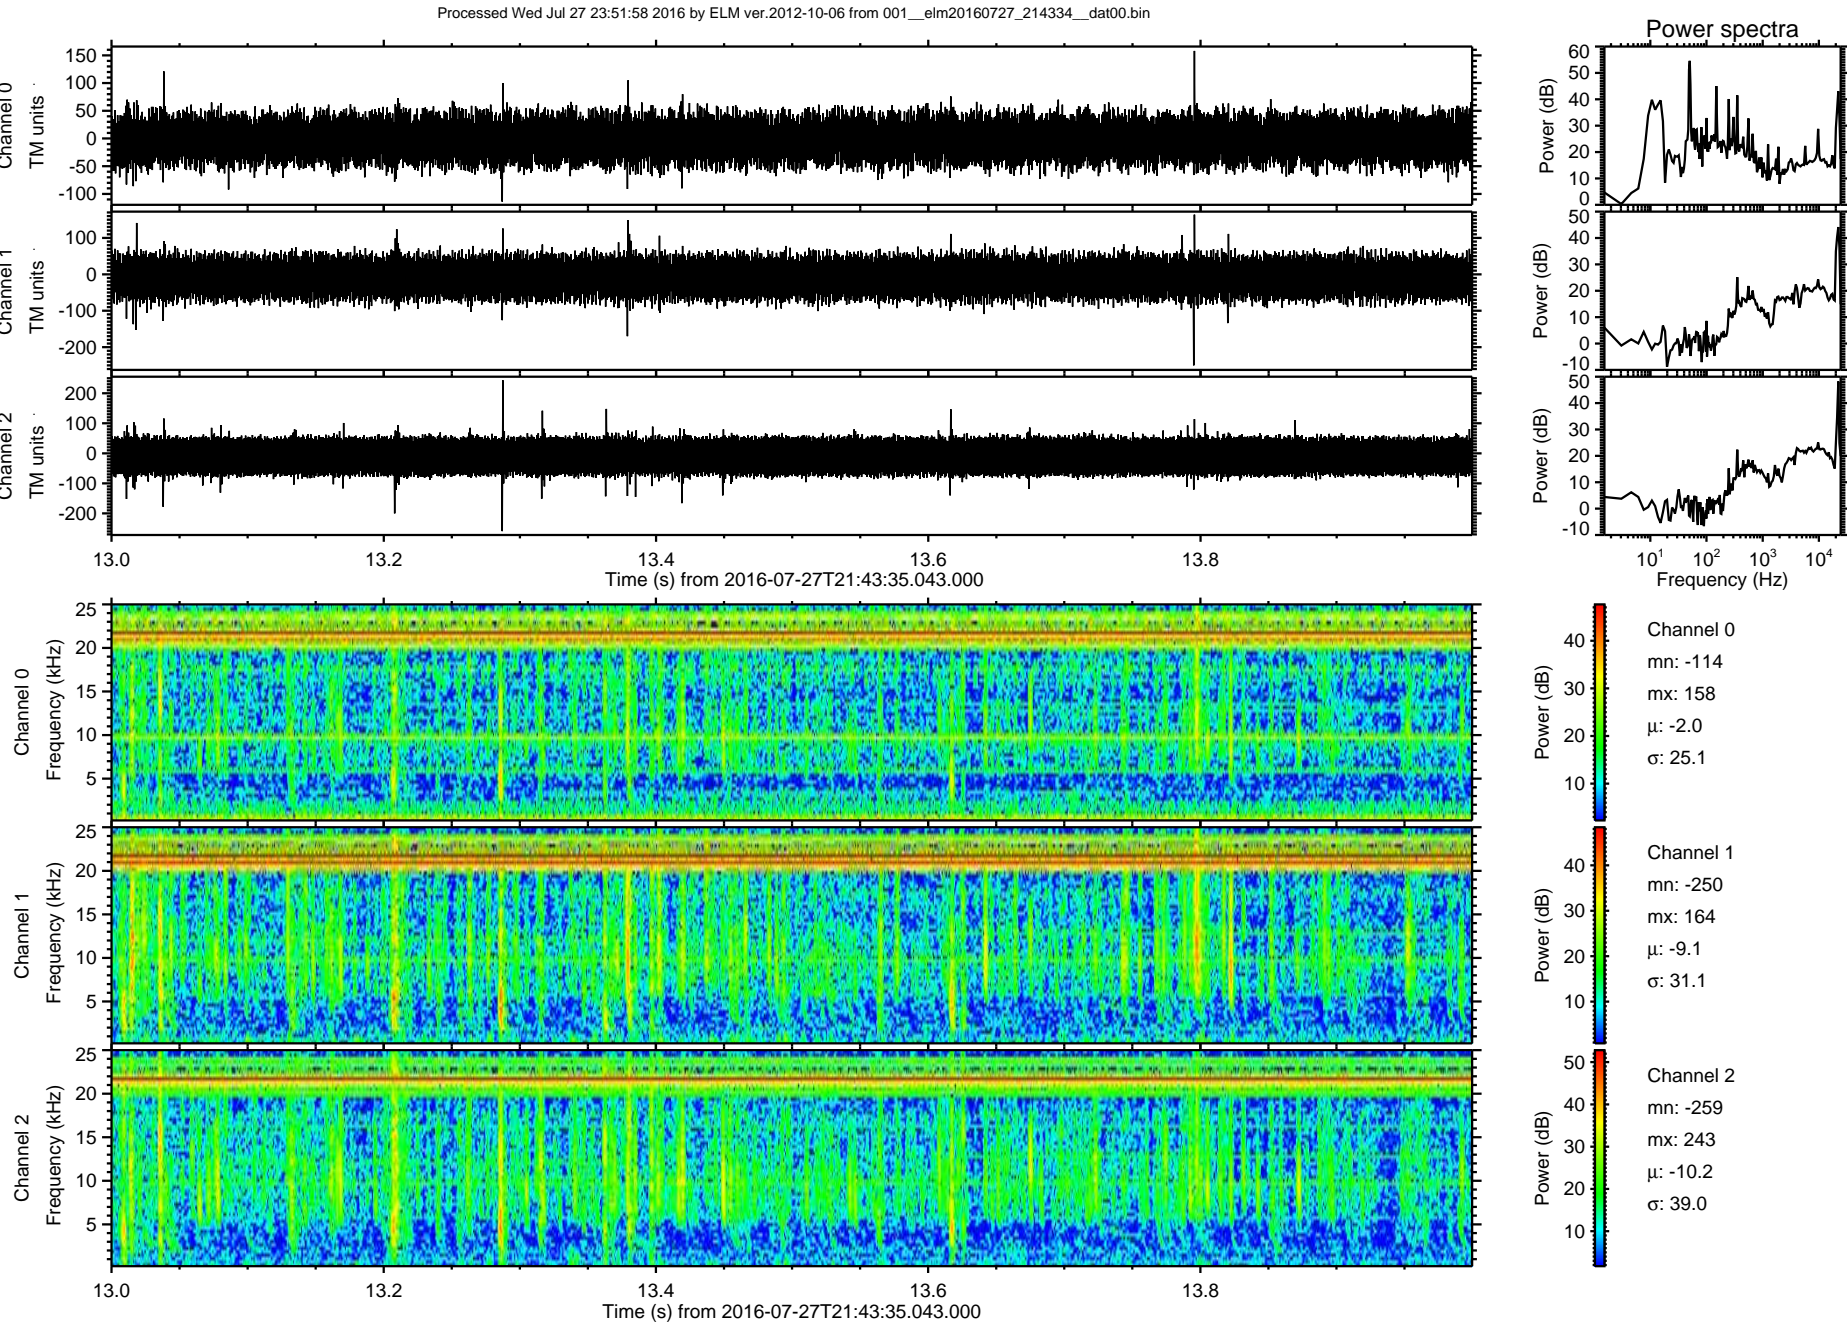 Processed Wed Jul 27 23:51:58 2016 by ELM ver.2012-10-06 from 001__elm20160727_214334__dat00.bin
Power spectra
Channel 0
TM units
150
100
50
0
-50
-100
Power (dB)
60
50
40
30
20
10
0
Channel 1
TM units
100
0
-100
-200
Power (dB)
50
40
30
20
10
0
-10
Channel 2
TM units
200
100
0
-100
-200
Power (dB)
50
40
30
20
10
0
-10
13.0 13.2 13.4 13.6 13.8
Time (s) from 2016-07-27T21:43:35.043.000
10¹ 10² 10³ 10⁴
Frequency (Hz)
Channel 0
Frequency (kHz)
25
20
15
10
5
Power (dB)
40
30
20
10
Channel 0
mn: -114
mx: 158
μ: -2.0
σ: 25.1
Channel 1
Frequency (kHz)
25
20
15
10
5
Power (dB)
40
30
20
10
Channel 1
mn: -250
mx: 164
μ: -9.1
σ: 31.1
Channel 2
Frequency (kHz)
25
20
15
10
5
Power (dB)
50
40
30
20
10
Channel 2
mn: -259
mx: 243
μ: -10.2
σ: 39.0
13.0 13.2 13.4 13.6 13.8
Time (s) from 2016-07-27T21:43:35.043.000